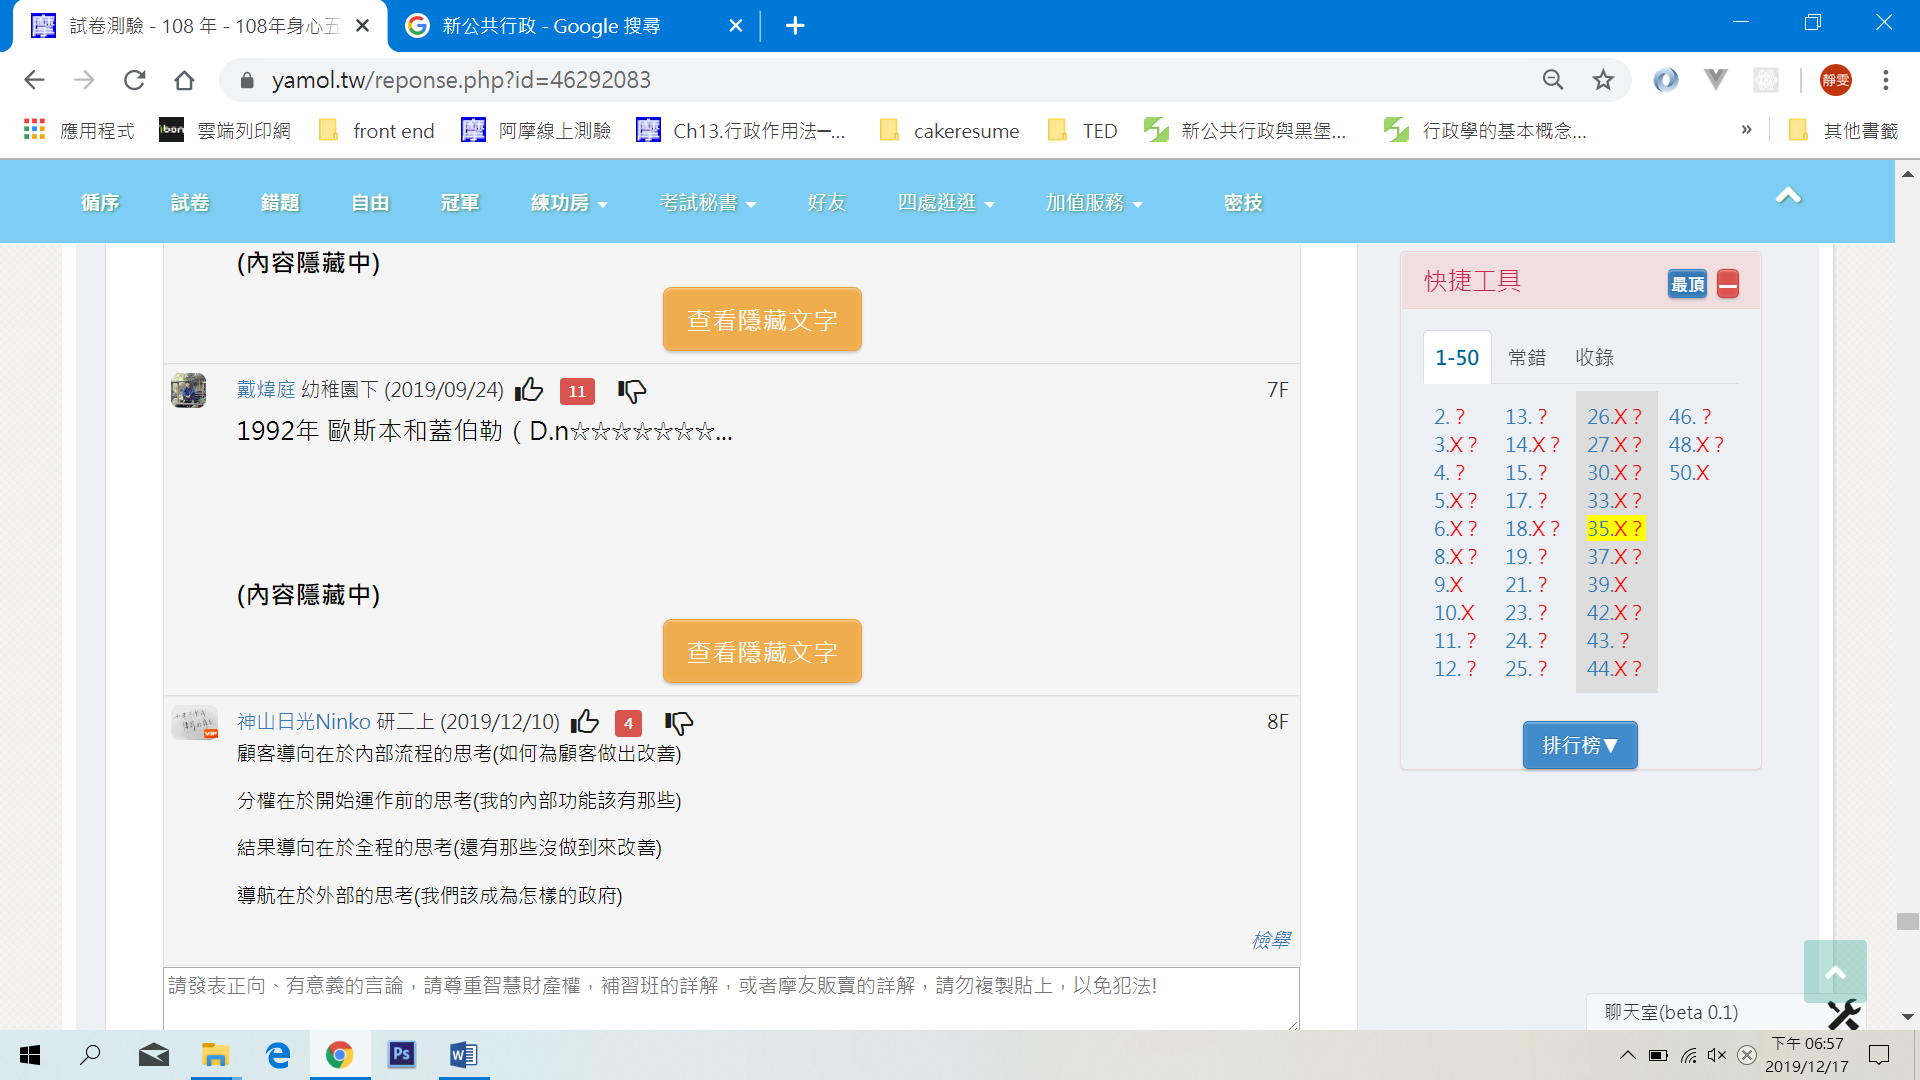 試卷測驗 - 108 年 - 108年身心五
新公共行政 - Google 搜尋
yamol.tw/reponse.php?id=46292083
靜雯
應用程式
ibon
雲端列印網
front end
阿摩線上測驗
Ch13.行政作用法─...
cakeresume
TED
新公共行政與黑堡...
行政學的基本概念...
»
其他書籤
循序 試卷 錯題 自由 冠軍 練功房 考試秘書 好友 四處逛逛 加值服務 密技
(內容隱藏中)
查看隱藏文字
戴煒庭 幼稚園下 (2019/09/24) 11 7F
1992年 歐斯本和蓋伯勒（D.n☆☆☆☆☆☆☆...
(內容隱藏中)
查看隱藏文字
神山日光Ninko 研二上 (2019/12/10) 4 8F
VIP
顧客導向在於內部流程的思考(如何為顧客做出改善)
分權在於開始運作前的思考(我的內部功能該有那些)
結果導向在於全程的思考(還有那些沒做到來改善)
導航在於外部的思考(我們該成為怎樣的政府)
檢舉
請發表正向、有意義的言論，請尊重智慧財產權，補習班的詳解，或者摩友販賣的詳解，請勿複製貼上，以免犯法!
快捷工具 最頂
1-50 常錯 收錄
2. ? 13. ? 26.X ? 46. ?
3.X ? 14.X ? 27.X ? 48.X ?
4. ? 15. ? 30.X ? 50.X
5.X ? 17. ? 33.X ?
6.X ? 18.X ? 35.X ?
8.X ? 19. ? 37.X ?
9.X 21. ? 39.X
10.X 23. ? 42.X ?
11. ? 24. ? 43. ?
12. ? 25. ? 44.X ?
排行榜▼
聊天室(beta 0.1)
Ps
下午 06:57
2019/12/17